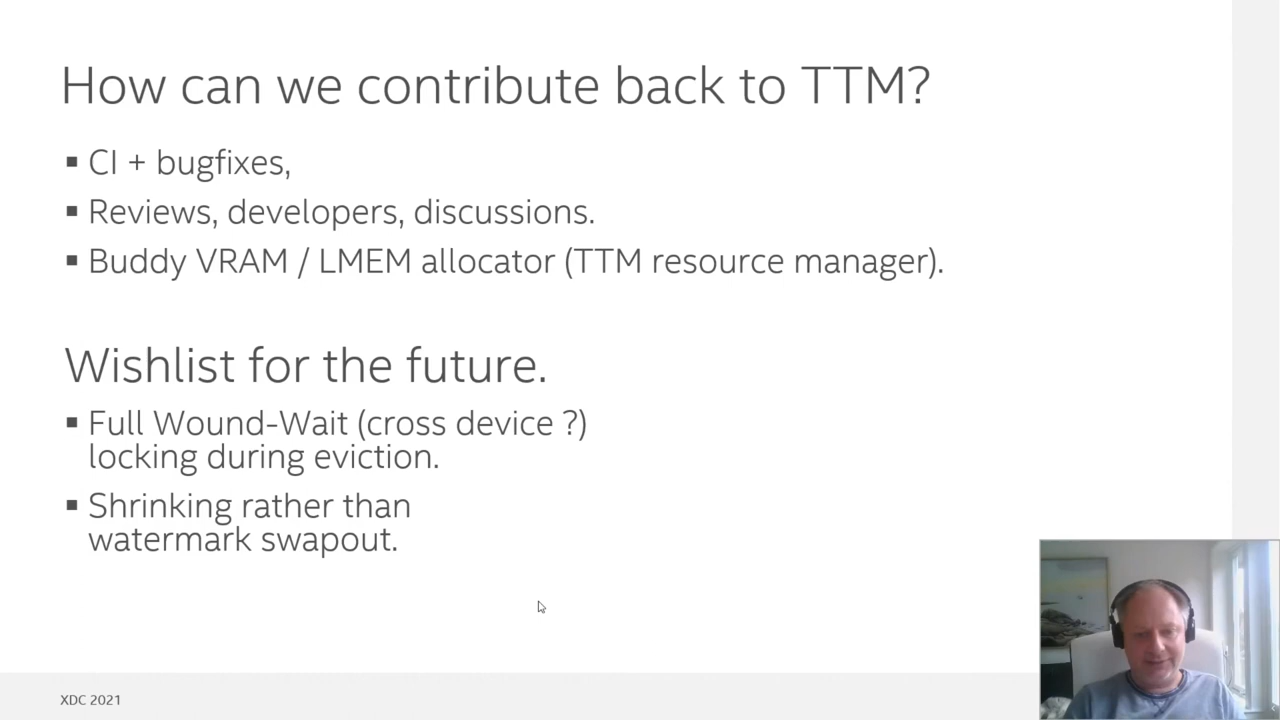 How can we contribute back to TTM?
▪ CI + bugfixes,
▪ Reviews, developers, discussions.
▪ Buddy VRAM / LMEM allocator (TTM resource manager).
Wishlist for the future.
▪ Full Wound-Wait (cross device ?)
locking during eviction.
▪ Shrinking rather than
watermark swapout.
XDC 2021